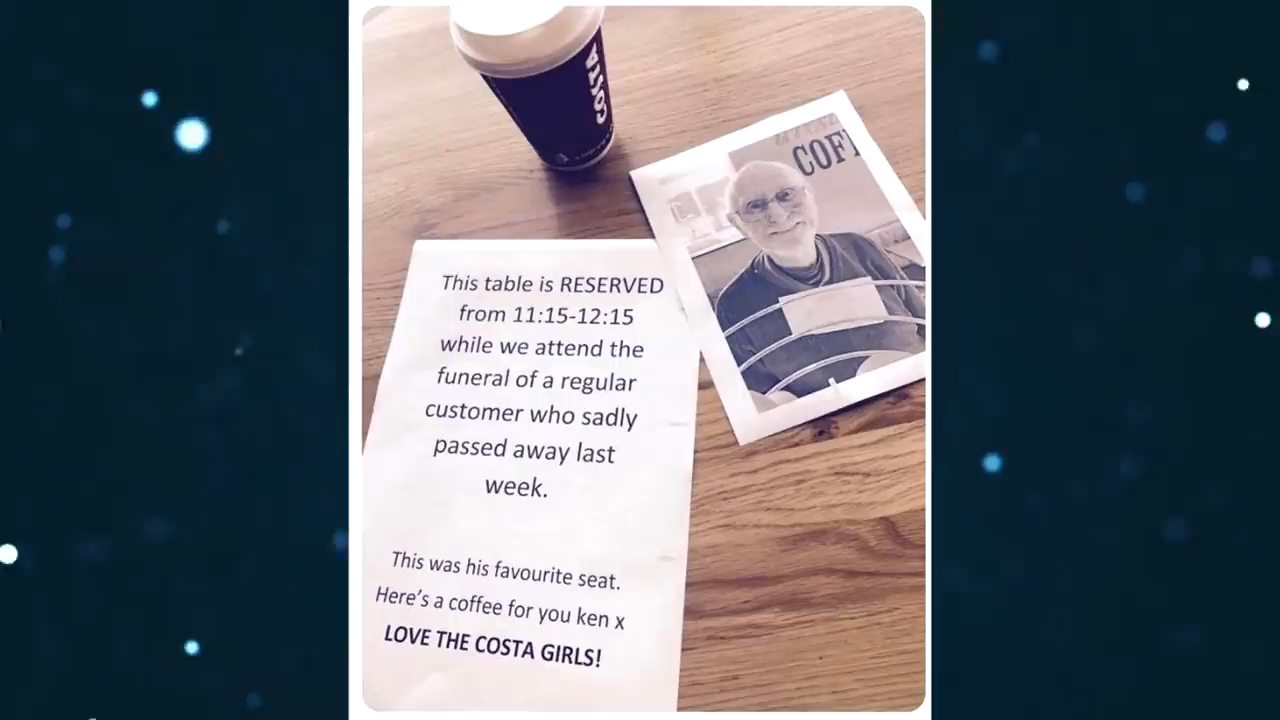 COSTA
COF
This table is RESERVED
from 11:15-12:15
while we attend the
funeral of a regular
customer who sadly
passed away last
week.
This was his favourite seat.
Here's a coffee for you ken x
LOVE THE COSTA GIRLS!